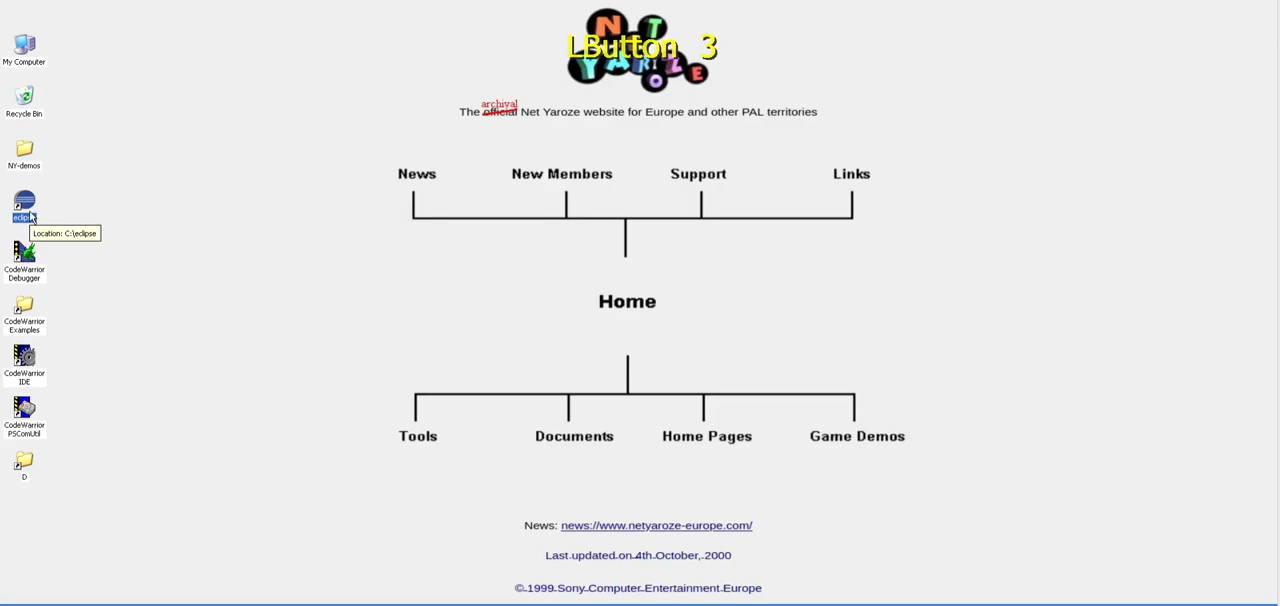 My Computer
Recycle Bin
NY-demos
Location: C:\eclipse
CodeWarrior
Debugger
CodeWarrior
Examples
CodeWarrior
IDE
CodeWarrior
PSComUtil
D
N T
LButton 3
Y A R O Z E
archival
The official Net Yaroze website for Europe and other PAL territories
News New Members Support Links
Home
Tools Documents Home Pages Game Demos
News: news://www.netyaroze-europe.com/
Last updated on 4th October, 2000
© 1999 Sony Computer Entertainment Europe